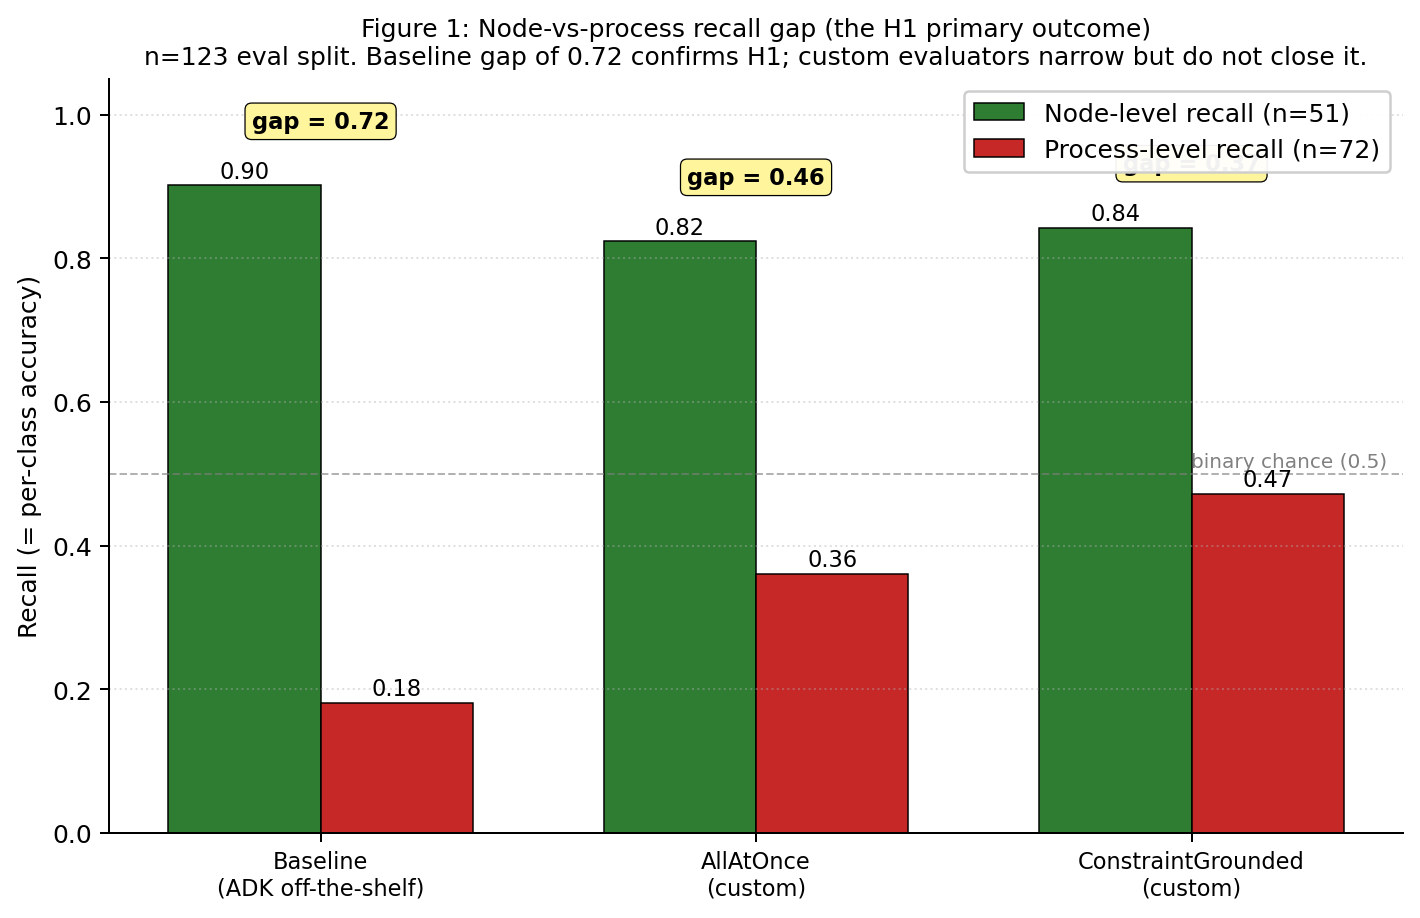 Figure 1: Node-vs-process recall gap (the H1 primary outcome)
n=123 eval split. Baseline gap of 0.72 confirms H1; custom evaluators narrow but do not close it.
Node-level recall (n=51)
Process-level recall (n=72)
gap = 0.72
gap = 0.46
gap = 0.37
0.90
0.18
0.82
0.36
0.84
0.47
binary chance (0.5)
Recall (= per-class accuracy)
1.0
0.8
0.6
0.4
0.2
0.0
Baseline
(ADK off-the-shelf)
AllAtOnce
(custom)
ConstraintGrounded
(custom)